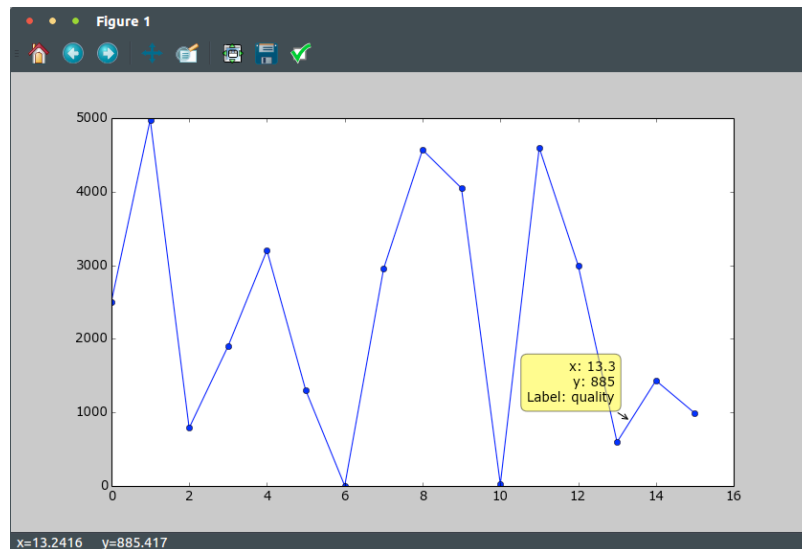 Figure 1
5000
4000
3000
2000
1000
0
x: 13.3
y: 885
Label: quality
0 2 4 6 8 10 12 14 16
x=13.2416 y=885.417